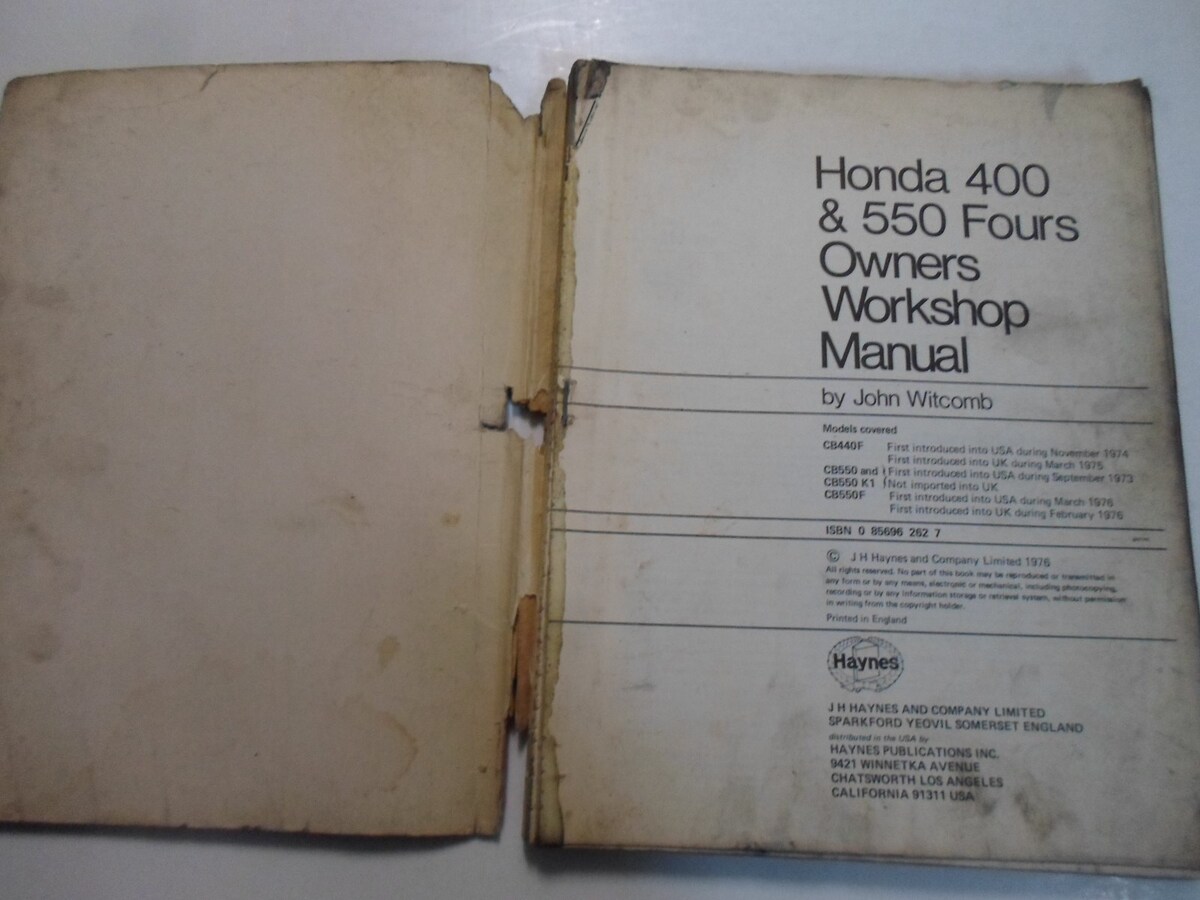 Honda 400
& 550 Fours
Owners
Workshop
Manual
by John Witcomb
Models covered
CB440F First introduced into USA during November 1974
First introduced into UK during March 1975
CB550 and } First introduced into USA during September 1973
CB550 K1 } Not imported into UK
CB550F First introduced into USA during March 1976
First introduced into UK during February 1976
ISBN 0 85696 262 7
© J H Haynes and Company Limited 1976
All rights reserved. No part of this book may be reproduced or transmitted in
any form or by any means, electronic or mechanical, including photocopying,
recording or by any information storage or retrieval system, without permission
in writing from the copyright holder.
Printed in England
Haynes
J H HAYNES AND COMPANY LIMITED
SPARKFORD YEOVIL SOMERSET ENGLAND
distributed in the USA by
HAYNES PUBLICATIONS INC.
9421 WINNETKA AVENUE
CHATSWORTH LOS ANGELES
CALIFORNIA 91311 USA